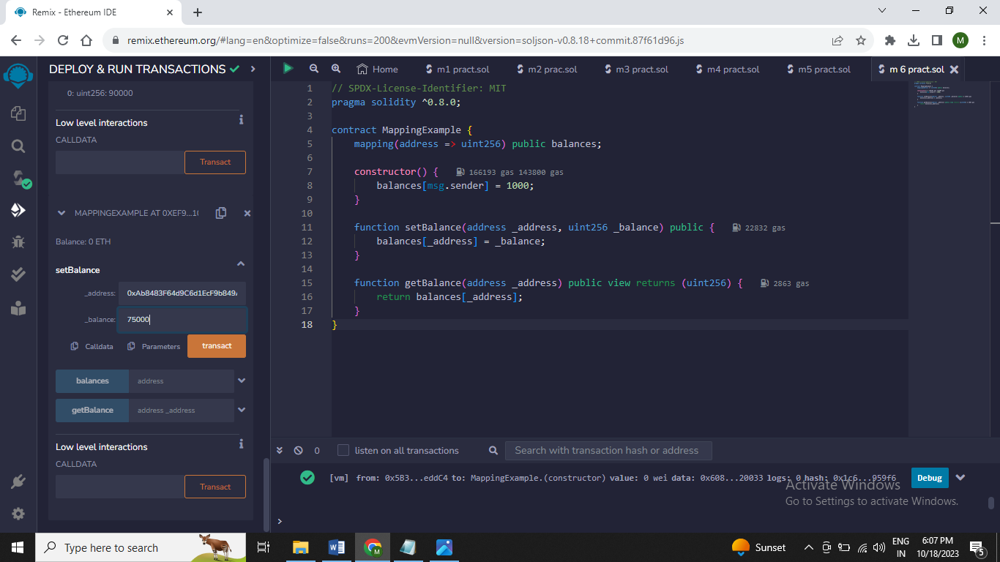 Remix - Ethereum IDE
remix.ethereum.org/#lang=en&optimize=false&runs=200&evmVersion=null&version=soljson-v0.8.18+commit.87f61d96.js
M
DEPLOY & RUN TRANSACTIONS
0: uint256: 90000
Low level interactions
CALLDATA
Transact
MAPPINGEXAMPLE AT 0XEF9...10
Balance: 0 ETH
setBalance
_address: 0xAb8483F64d9C6d1EcF9b849
_balance: 75000
Calldata Parameters transact
balances address
getBalance address _address
Low level interactions
CALLDATA
Transact
Home m1 pract.sol m2 prac.sol m3 pract.sol m4 pract.sol m5 pract.sol m 6 pract.sol
1 // SPDX-License-Identifier: MIT
2 pragma solidity ^0.8.0;
3
4 contract MappingExample {
5 mapping(address => uint256) public balances;
6
7 constructor() { 166193 gas 143800 gas
8 balances[msg.sender] = 1000;
9 }
10
11 function setBalance(address _address, uint256 _balance) public { 22832 gas
12 balances[_address] = _balance;
13 }
14
15 function getBalance(address _address) public view returns (uint256) { 2863 gas
16 return balances[_address];
17 }
18 }
0 listen on all transactions Search with transaction hash or address
[vm] from: 0x5B3...eddC4 to: MappingExample.(constructor) value: 0 wei data: 0x608...20033 logs: 0 hash: 0x1c6...959f6 Debug
>
Activate Windows
Go to Settings to activate Windows.
Type here to search
Sunset
ENG
IN
6:07 PM
10/18/2023
5